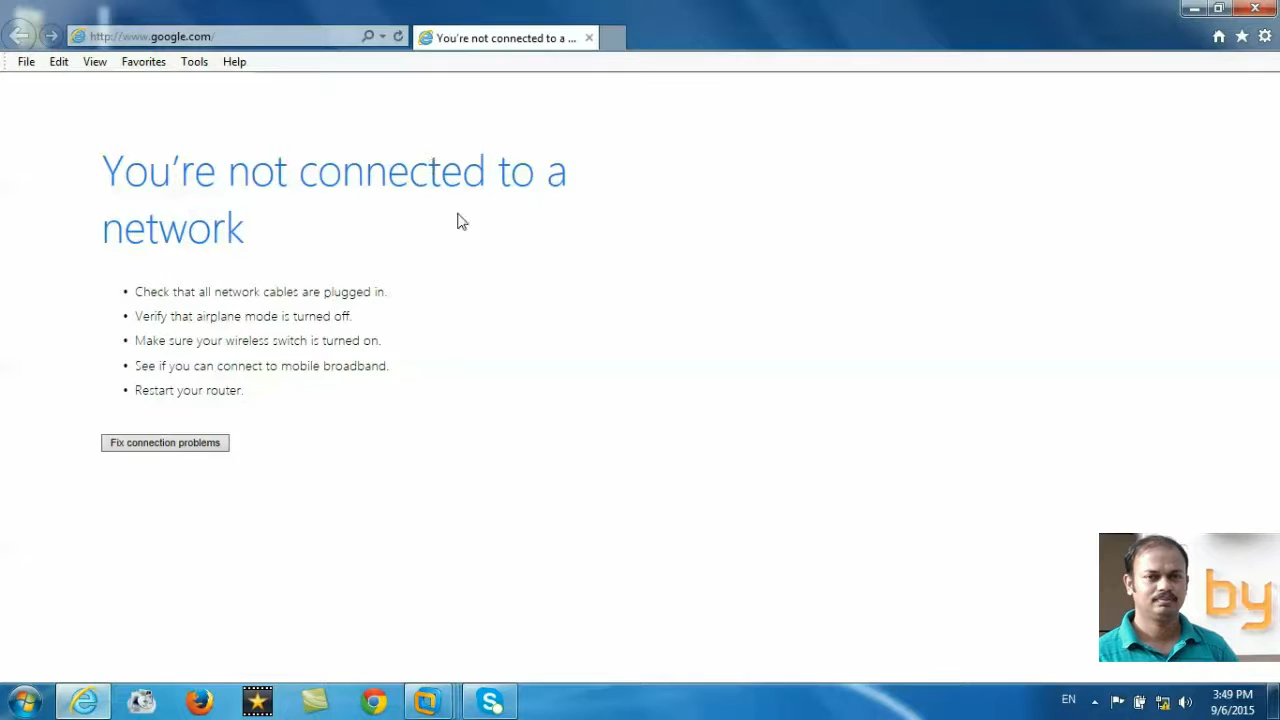 http://www.google.com/
You're not connected to a ...
File Edit View Favorites Tools Help
You're not connected to a
network
• Check that all network cables are plugged in.
• Verify that airplane mode is turned off.
• Make sure your wireless switch is turned on.
• See if you can connect to mobile broadband.
• Restart your router.
Fix connection problems
by
EN
3:49 PM
9/6/2015